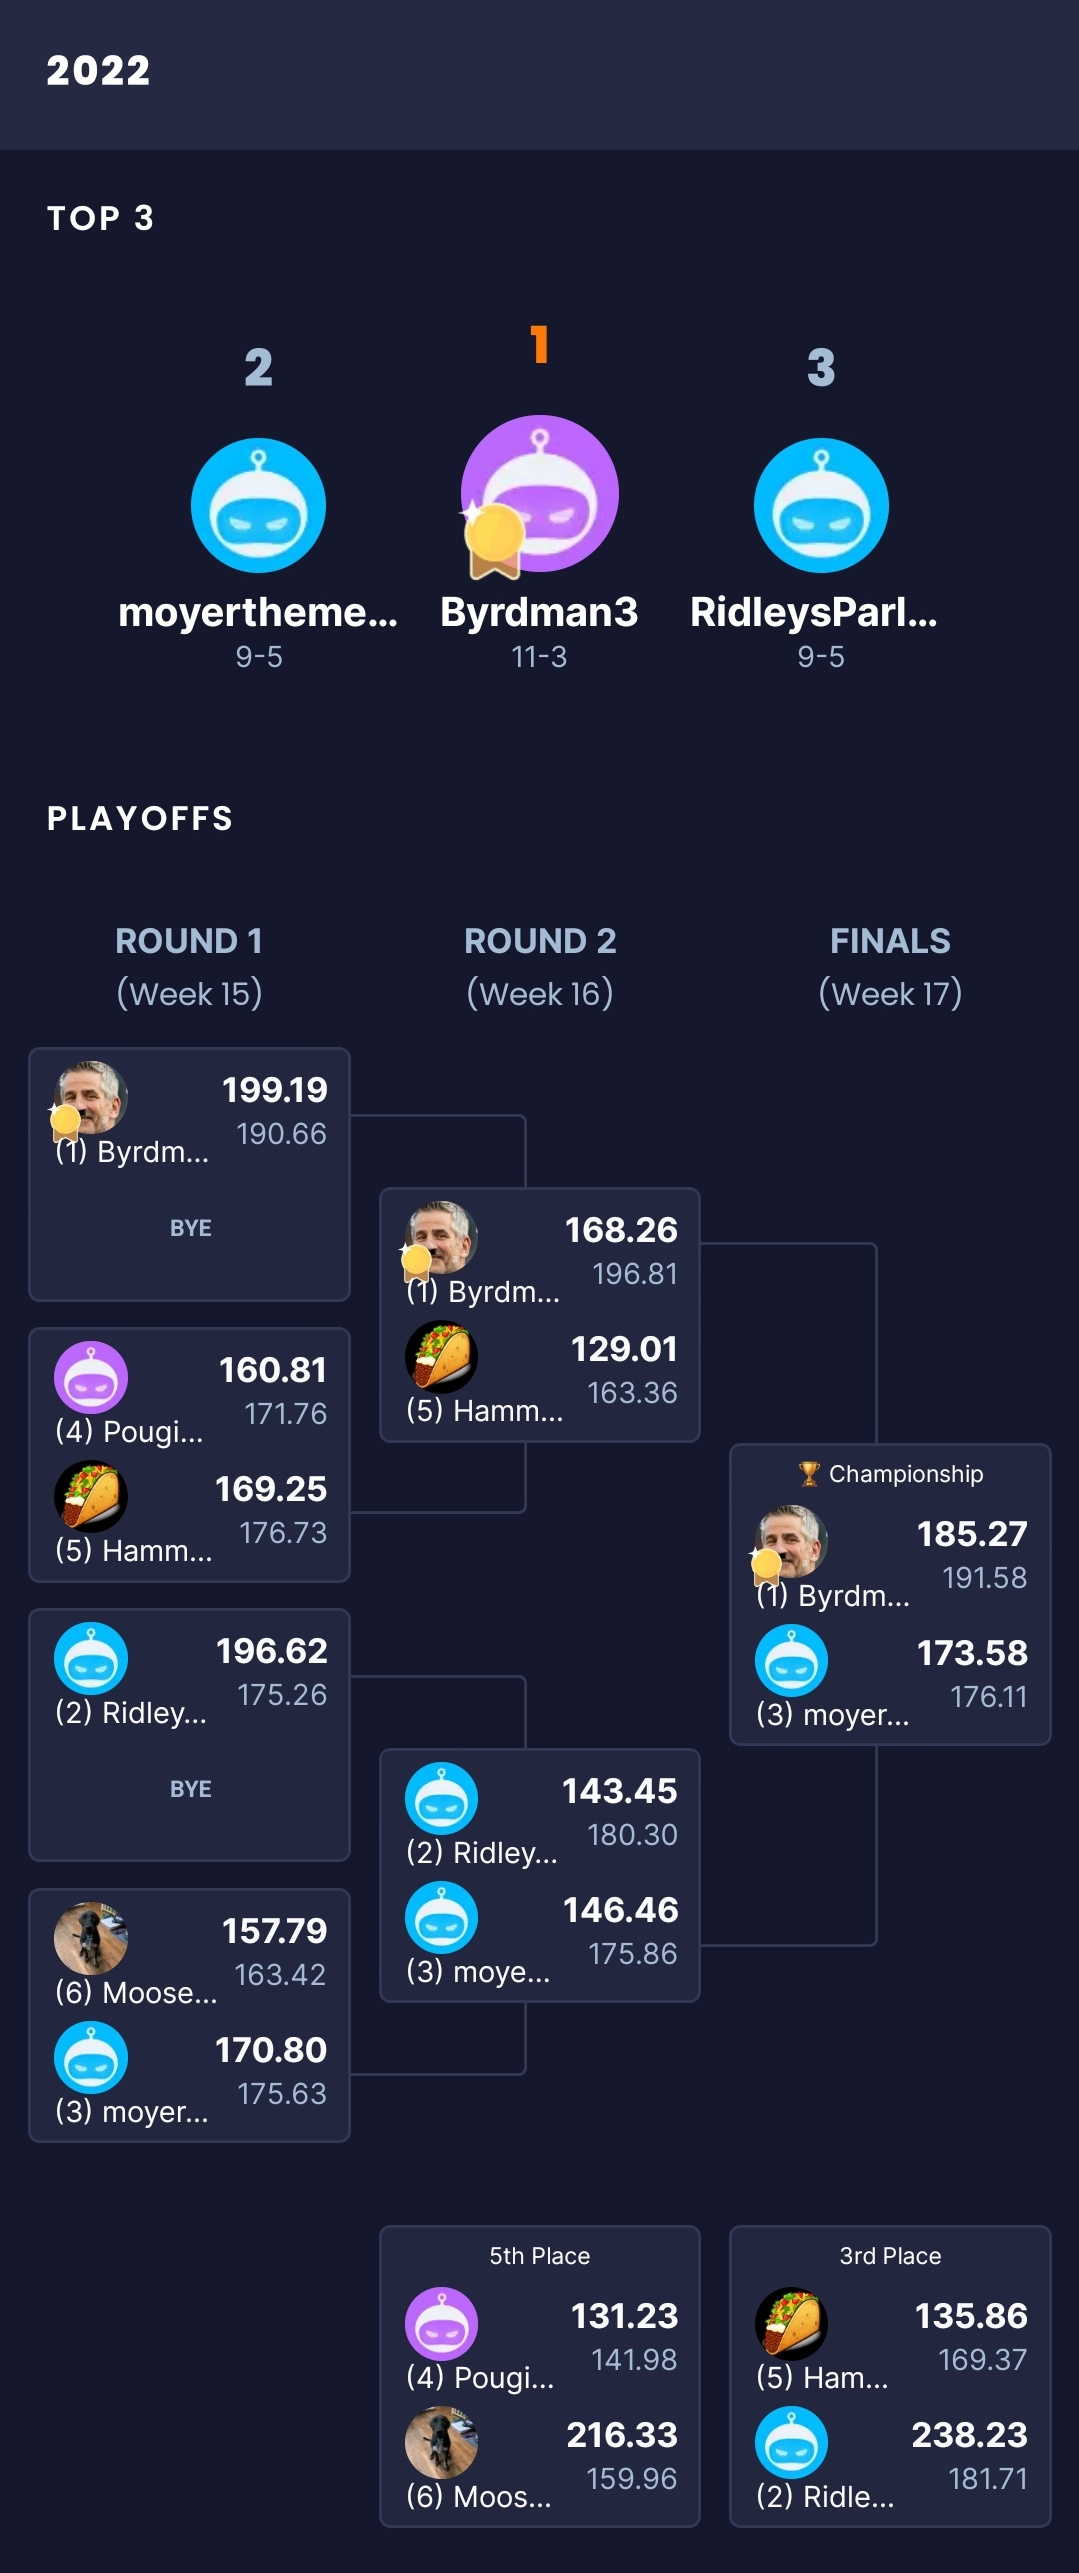 2022
TOP 3
2
1
3
moyertheme...
Byrdman3
RidleysParl...
9-5
11-3
9-5
PLAYOFFS
ROUND 1
(Week 15)
ROUND 2
(Week 16)
FINALS
(Week 17)
199.19
190.66
(1) Byrdm...
BYE
160.81
171.76
(4) Pougi...
169.25
176.73
(5) Hamm...
196.62
175.26
(2) Ridley...
BYE
157.79
163.42
(6) Moose...
170.80
175.63
(3) moyer...
168.26
196.81
(1) Byrdm...
129.01
163.36
(5) Hamm...
143.45
180.30
(2) Ridley...
146.46
175.86
(3) moye...
Championship
185.27
191.58
(1) Byrdm...
173.58
176.11
(3) moyer...
5th Place
131.23
141.98
(4) Pougi...
216.33
159.96
(6) Moos...
3rd Place
135.86
169.37
(5) Ham...
238.23
181.71
(2) Ridle...